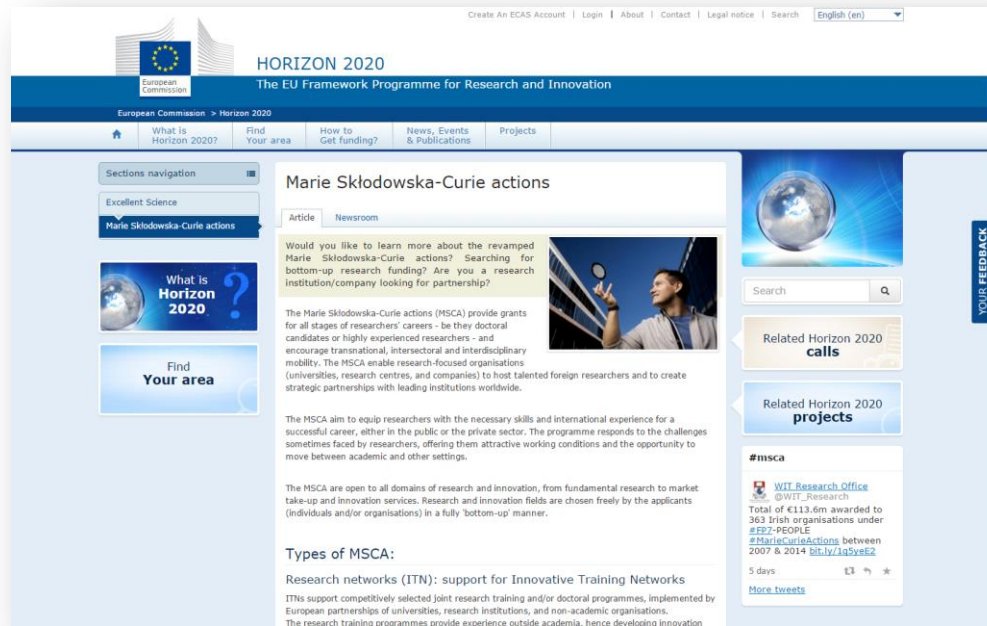 Create An ECAS Account | Login | About | Contact | Legal notice | Search English (en)
European
Commission
HORIZON 2020
The EU Framework Programme for Research and Innovation
European Commission > Horizon 2020
What is
Horizon 2020?
Find
Your area
How to
Get funding?
News, Events
& Publications
Projects
Sections navigation
Excellent Science
Marie Skłodowska-Curie actions
What is
Horizon
2020
?
Find
Your area
Marie Skłodowska-Curie actions
Article Newsroom
Would you like to learn more about the revamped
Marie Skłodowska-Curie actions? Searching for
bottom-up research funding? Are you a research
institution/company looking for partnership?
The Marie Skłodowska-Curie actions (MSCA) provide grants
for all stages of researchers' careers - be they doctoral
candidates or highly experienced researchers - and
encourage transnational, intersectoral and interdisciplinary
mobility. The MSCA enable research-focused organisations
(universities, research centres, and companies) to host talented foreign researchers and to create
strategic partnerships with leading institutions worldwide.
The MSCA aim to equip researchers with the necessary skills and international experience for a
successful career, either in the public or the private sector. The programme responds to the challenges
sometimes faced by researchers, offering them attractive working conditions and the opportunity to
move between academic and other settings.
The MSCA are open to all domains of research and innovation, from fundamental research to market
take-up and innovation services. Research and innovation fields are chosen freely by the applicants
(individuals and/or organisations) in a fully 'bottom-up' manner.
Types of MSCA:
Research networks (ITN): support for Innovative Training Networks
ITNs support competitively selected joint research training and/or doctoral programmes, implemented by
European partnerships of universities, research institutions, and non-academic organisations.
The research training programmes provide experience outside academia, hence developing innovation
Search
Related Horizon 2020
calls
Related Horizon 2020
projects
#msca
WIT Research Office
@WIT_Research
Total of €113.6m awarded to
363 Irish organisations under
#FP7-PEOPLE
#MarieCurieActions between
2007 & 2014 bit.ly/1q5yeE2
5 days
More tweets
YOUR FEEDBACK